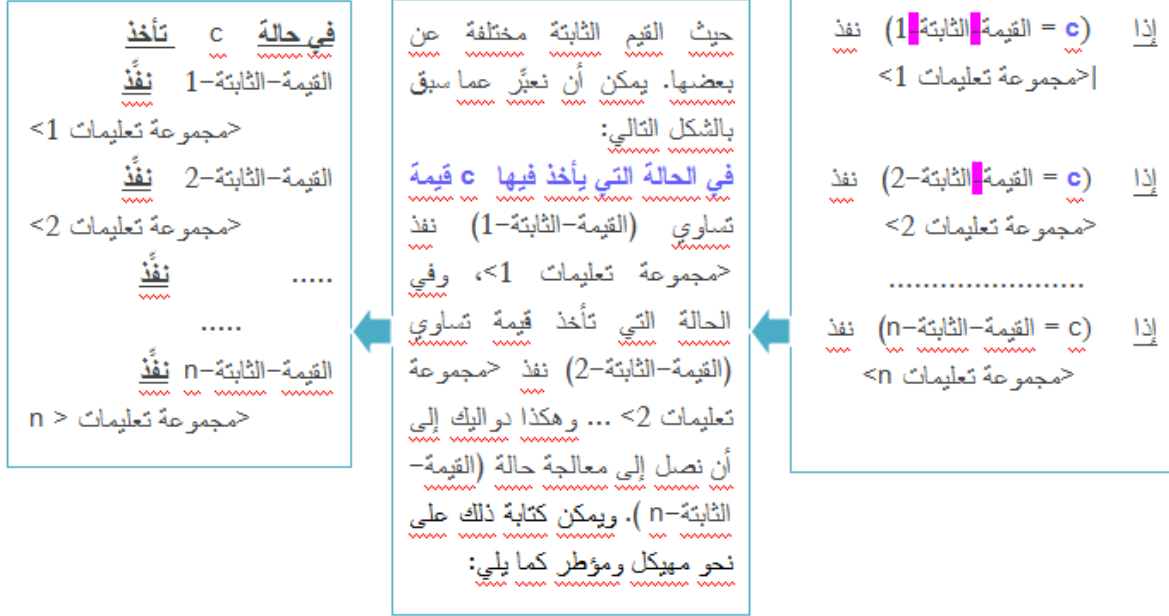 إذا (c = القيمة-الثابتة-1) نفذ
<مجموعة تعليمات 1>
إذا (c = القيمة-الثابتة-2) نفذ
<مجموعة تعليمات 2>
.......................
إذا (c = القيمة-الثابتة-n) نفذ
<مجموعة تعليمات n>
حيث القيم الثابتة مختلفة عن
بعضها. يمكن أن نعبَّر عما سبق
بالشكل التالي:
في الحالة التي يأخذ فيها c قيمة
تساوي (القيمة-الثابتة-1) نفذ
<مجموعة تعليمات 1>، وفي
الحالة التي تأخذ قيمة تساوي
(القيمة-الثابتة-2) نفذ <مجموعة
تعليمات 2> ... وهكذا دواليك إلى
أن نصل إلى معالجة حالة (القيمة-
الثابتة-n ). ويمكن كتابة ذلك على
نحو مهيكل ومؤطر كما يلي:
في حالة c تأخذ
القيمة-الثابتة-1 نفَّذ
<مجموعة تعليمات 1>
القيمة-الثابتة-2 نفَّذ
<مجموعة تعليمات 2>
..... نفَّذ
.....
القيمة-الثابتة-n نفَّذ
<مجموعة تعليمات > n